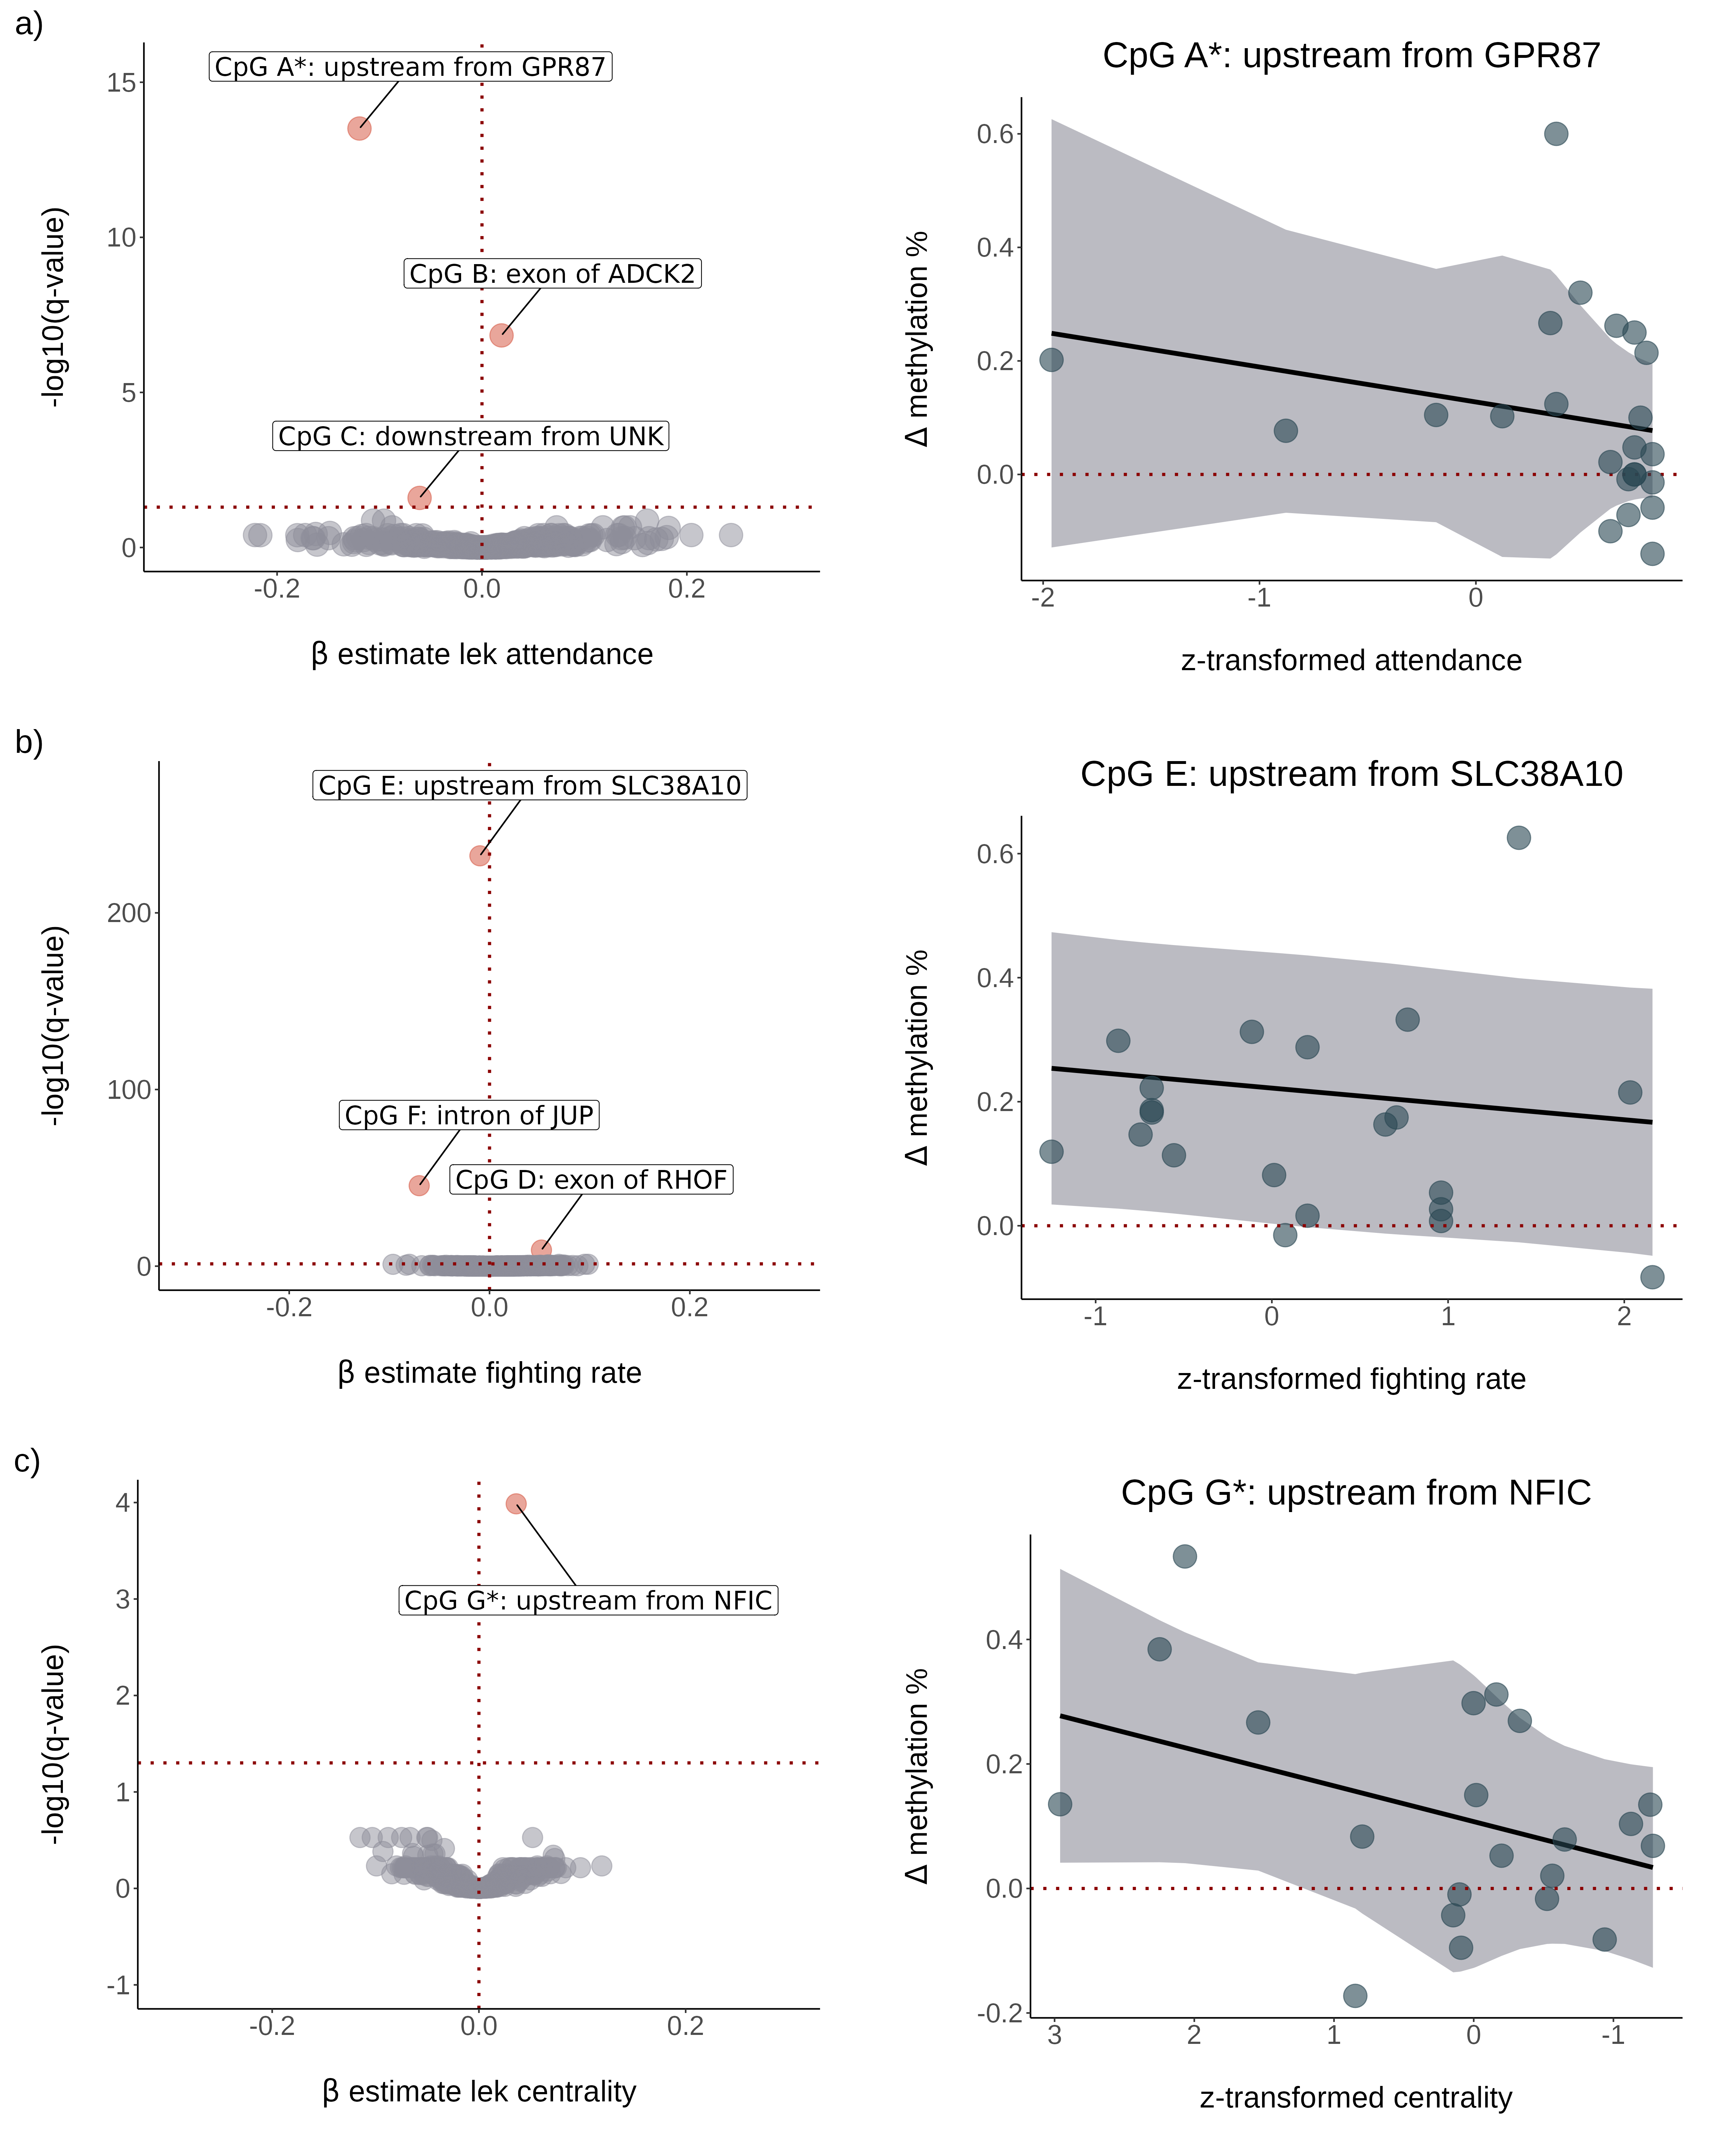 a)
CpG A*: upstream from GPR87
15
10
5
0
CpG B: exon of ADCK2
CpG C: downstream from UNK
-log10(q-value)
-0.2 0.0 0.2
β estimate lek attendance
CpG A*: upstream from GPR87
0.6
0.4
0.2
0.0
Δ methylation %
-2 -1 0
z-transformed attendance
b)
CpG E: upstream from SLC38A10
200
100
0
CpG F: intron of JUP
CpG D: exon of RHOF
-log10(q-value)
-0.2 0.0 0.2
β estimate fighting rate
CpG E: upstream from SLC38A10
0.6
0.4
0.2
0.0
Δ methylation %
-1 0 1 2
z-transformed fighting rate
c)
4
3
2
1
0
-1
CpG G*: upstream from NFIC
-log10(q-value)
-0.2 0.0 0.2
β estimate lek centrality
CpG G*: upstream from NFIC
0.4
0.2
0.0
-0.2
Δ methylation %
3 2 1 0 -1
z-transformed centrality